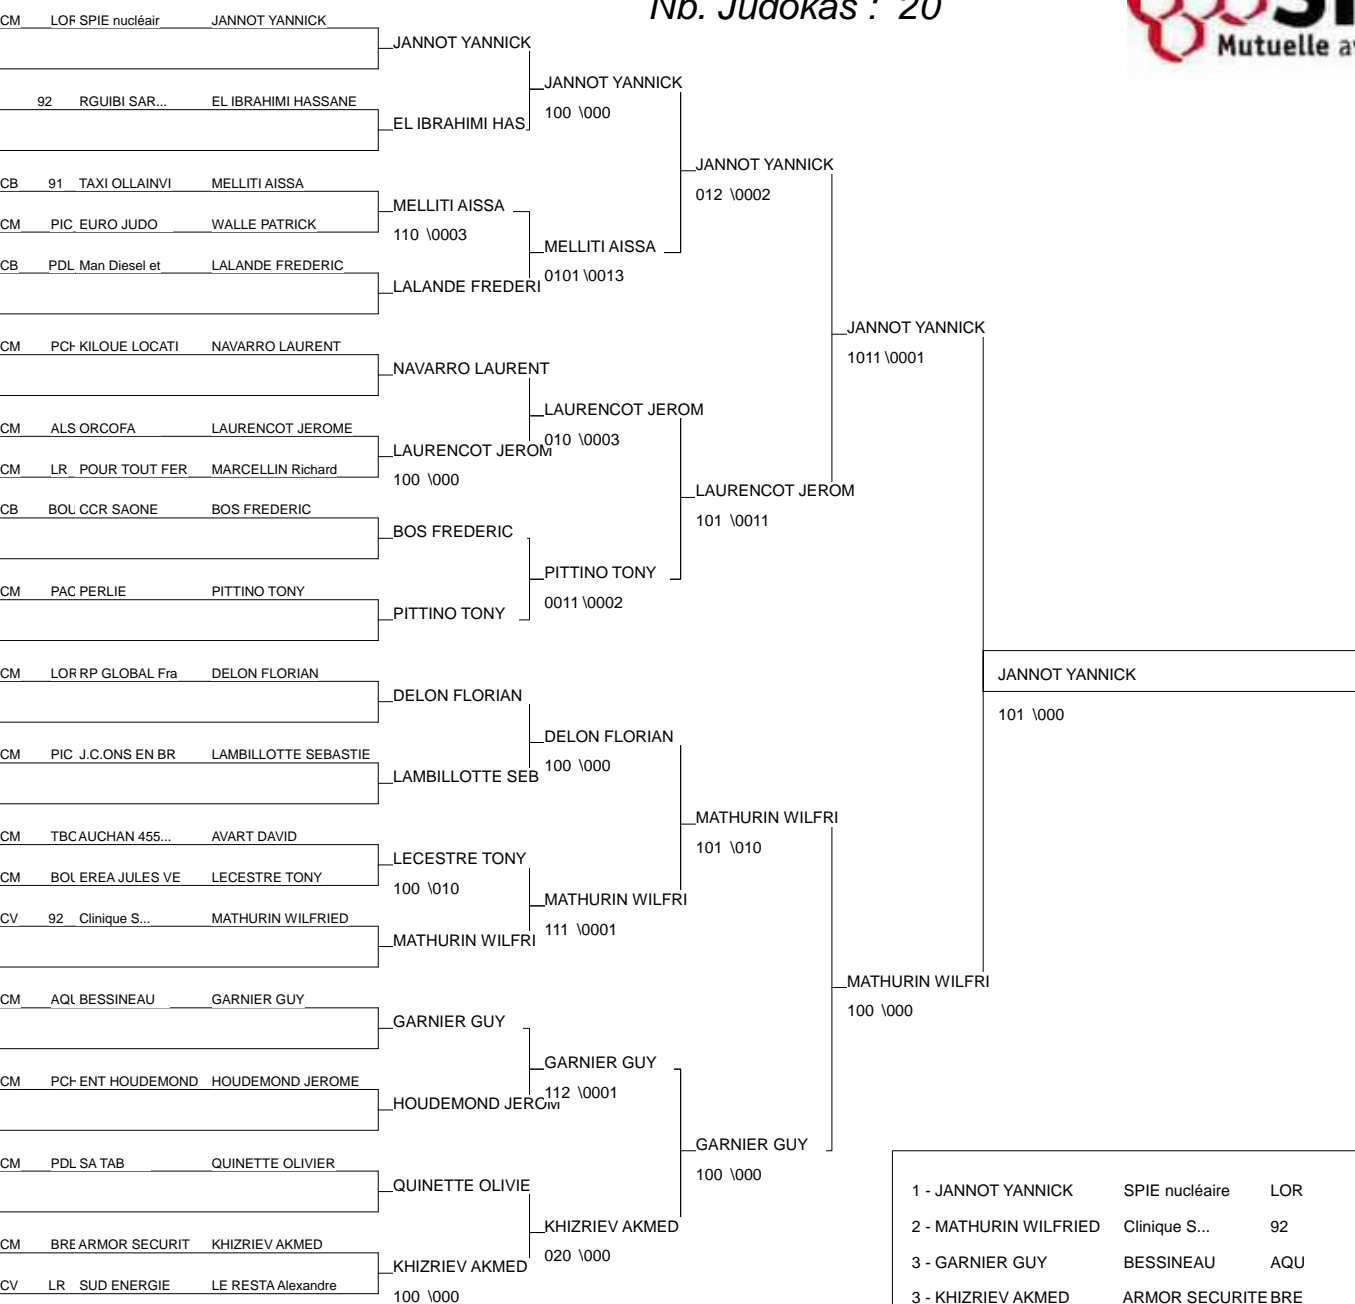 Nb. Judokas : 20
Mutuelle
CM LOR SPIE nucléair JANNOT YANNICK
92 RGUIBI SAR... EL IBRAHIMI HASSANE
CB 91 TAXI OLLAINVI MELLITI AISSA
CM PIC EURO JUDO WALLE PATRICK
CB PDL Man Diesel et LALANDE FREDERIC
CM PCH KILOUE LOCATI NAVARRO LAURENT
CM ALS ORCOFA LAURENCOT JEROME
CM LR POUR TOUT FER MARCELLIN Richard
CB BOU CCR SAONE BOS FREDERIC
CM PAC PERLIE PITTINO TONY
CM LOR RP GLOBAL Fra DELON FLORIAN
CM PIC J.C.ONS EN BR LAMBILLOTTE SEBASTIE
CM TBO AUCHAN 455... AVART DAVID
CM BOU EREA JULES VE LECESTRE TONY
CV 92 Clinique S... MATHURIN WILFRIED
CM AQU BESSINEAU GARNIER GUY
CM PCH ENT HOUDEMOND HOUDEMOND JEROME
CM PDL SA TAB QUINETTE OLIVIER
CM BRE ARMOR SECURIT KHIZRIEV AKMED
CV LR SUD ENERGIE LE RESTA Alexandre
JANNOT YANNICK
EL IBRAHIMI HAS
MELLITI AISSA
110 \0003
LALANDE FREDERI
NAVARRO LAURENT
LAURENCOT JEROM
100 \000
BOS FREDERIC
PITTINO TONY
DELON FLORIAN
LAMBILLOTTE SEB
LECESTRE TONY
100 \010
MATHURIN WILFRI
GARNIER GUY
HOUDEMOND JEROM
QUINETTE OLIVIE
KHIZRIEV AKMED
100 \000
JANNOT YANNICK
100 \000
MELLITI AISSA
0101 \0013
LAURENCOT JEROM
010 \0003
PITTINO TONY
0011 \0002
DELON FLORIAN
100 \000
MATHURIN WILFRI
111 \0001
GARNIER GUY
112 \0001
KHIZRIEV AKMED
020 \000
JANNOT YANNICK
012 \0002
LAURENCOT JEROM
101 \0011
MATHURIN WILFRI
101 \010
GARNIER GUY
100 \000
JANNOT YANNICK
1011 \0001
MATHURIN WILFRI
100 \000
JANNOT YANNICK
101 \000
1 - JANNOT YANNICK SPIE nucléaire LOR
2 - MATHURIN WILFRIED Clinique S... 92
3 - GARNIER GUY BESSINEAU AQU
3 - KHIZRIEV AKMED ARMOR SECURITE BRE